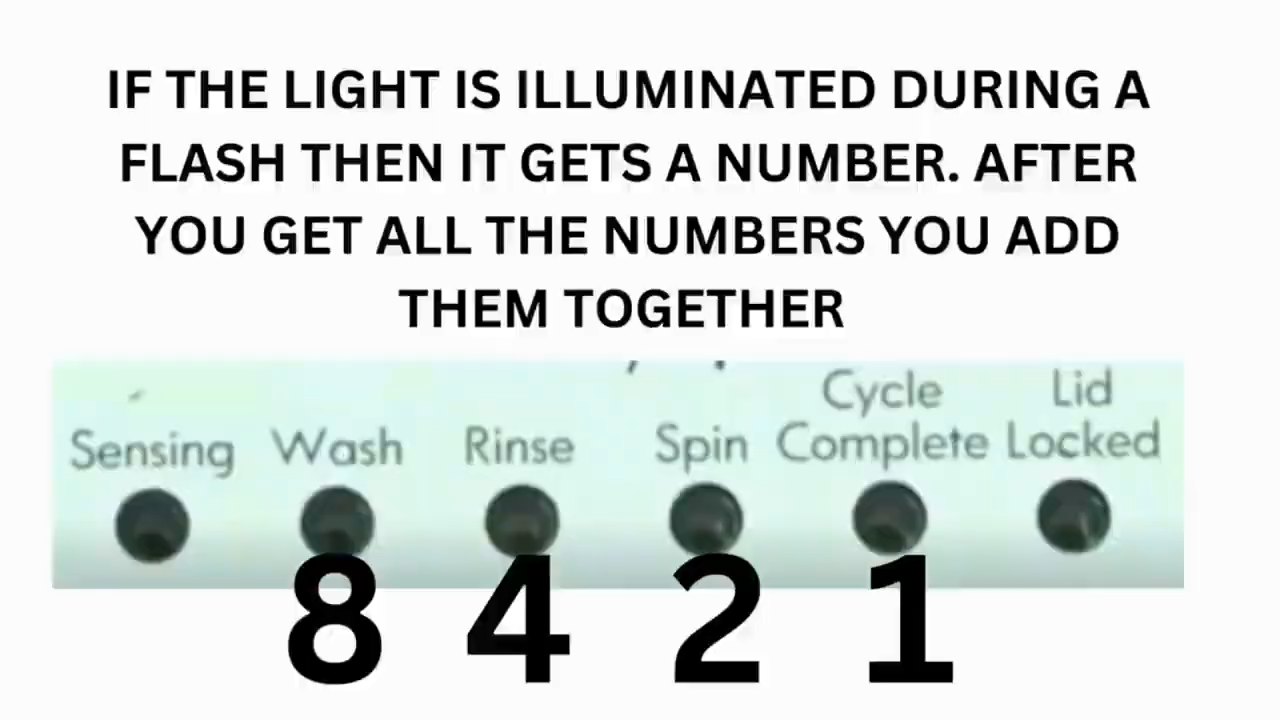 IF THE LIGHT IS ILLUMINATED DURING A
FLASH THEN IT GETS A NUMBER. AFTER
YOU GET ALL THE NUMBERS YOU ADD
THEM TOGETHER
Sensing Wash Rinse Spin Cycle Complete Lid Locked
8 4 2 1